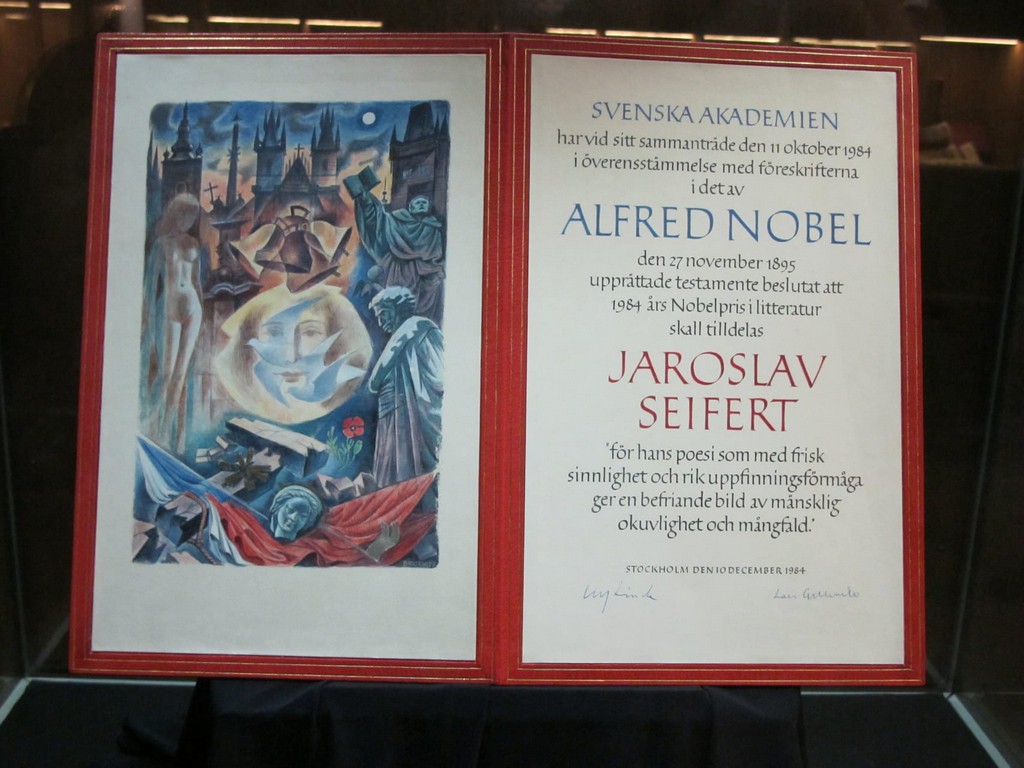 SVENSKA AKADEMIEN
har vid sitt sammanträde den 11 oktober 1984
i överensstämmelse med föreskrifterna
i det av
ALFRED NOBEL
den 27 november 1895
upprättade testamente beslutat att
1984 års Nobelpris i litteratur
skall tilldelas
JAROSLAV
SEIFERT
"för hans poesi som med frisk
sinnlighet och rik uppfinningsförmåga
ger en befriande bild av mänsklig
okuvlighet och mångfald."
STOCKHOLM DEN 10 DECEMBER 1984